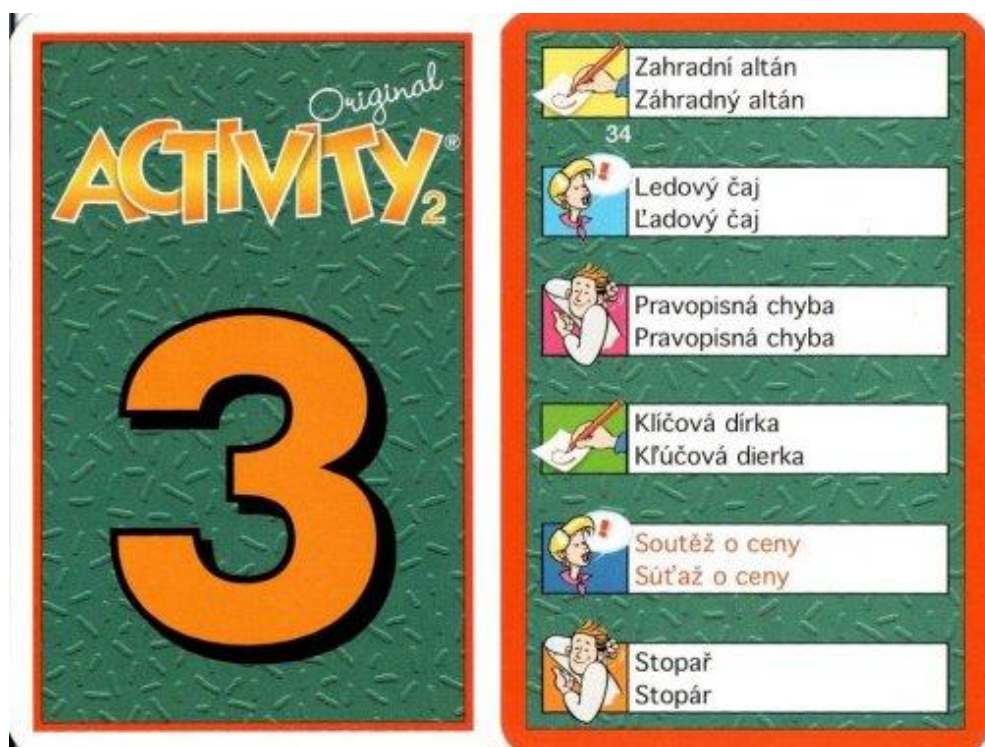 Original
ACTIVITY®
2
3
Zahradní altán
Záhradný altán
34
Ledový čaj
Ľadový čaj
Pravopisná chyba
Pravopisná chyba
Klíčová dírka
Kľúčová dierka
!!
Soutěž o ceny
Súťaž o ceny
Stopař
Stopár